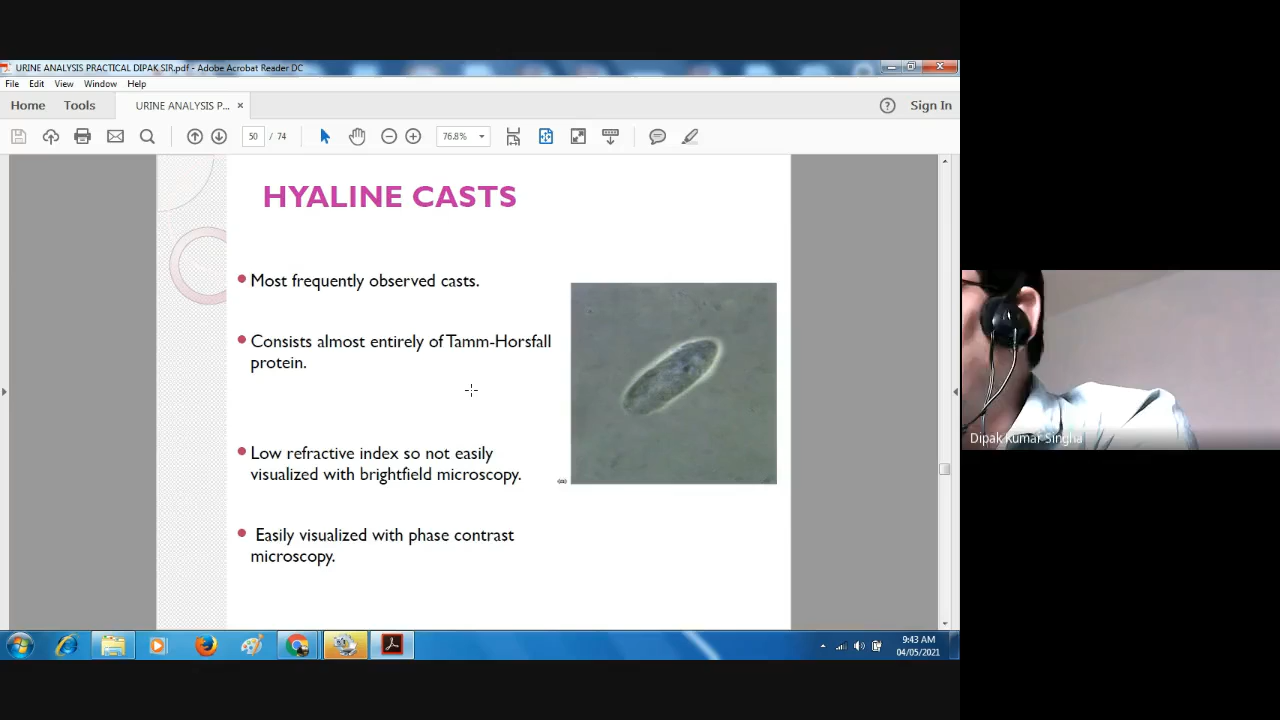 URINE ANALYSIS PRACTICAL DIPAK SIR.pdf - Adobe Acrobat Reader DC
File Edit View Window Help
Home Tools URINE ANALYSIS P... × Sign In
50 / 74 76.8%
HYALINE CASTS
Most frequently observed casts.
Consists almost entirely of Tamm-Horsfall
protein.
Low refractive index so not easily
visualized with brightfield microscopy.
Easily visualized with phase contrast
microscopy.
Dipak Kumar Singha
9:43 AM
04/05/2021